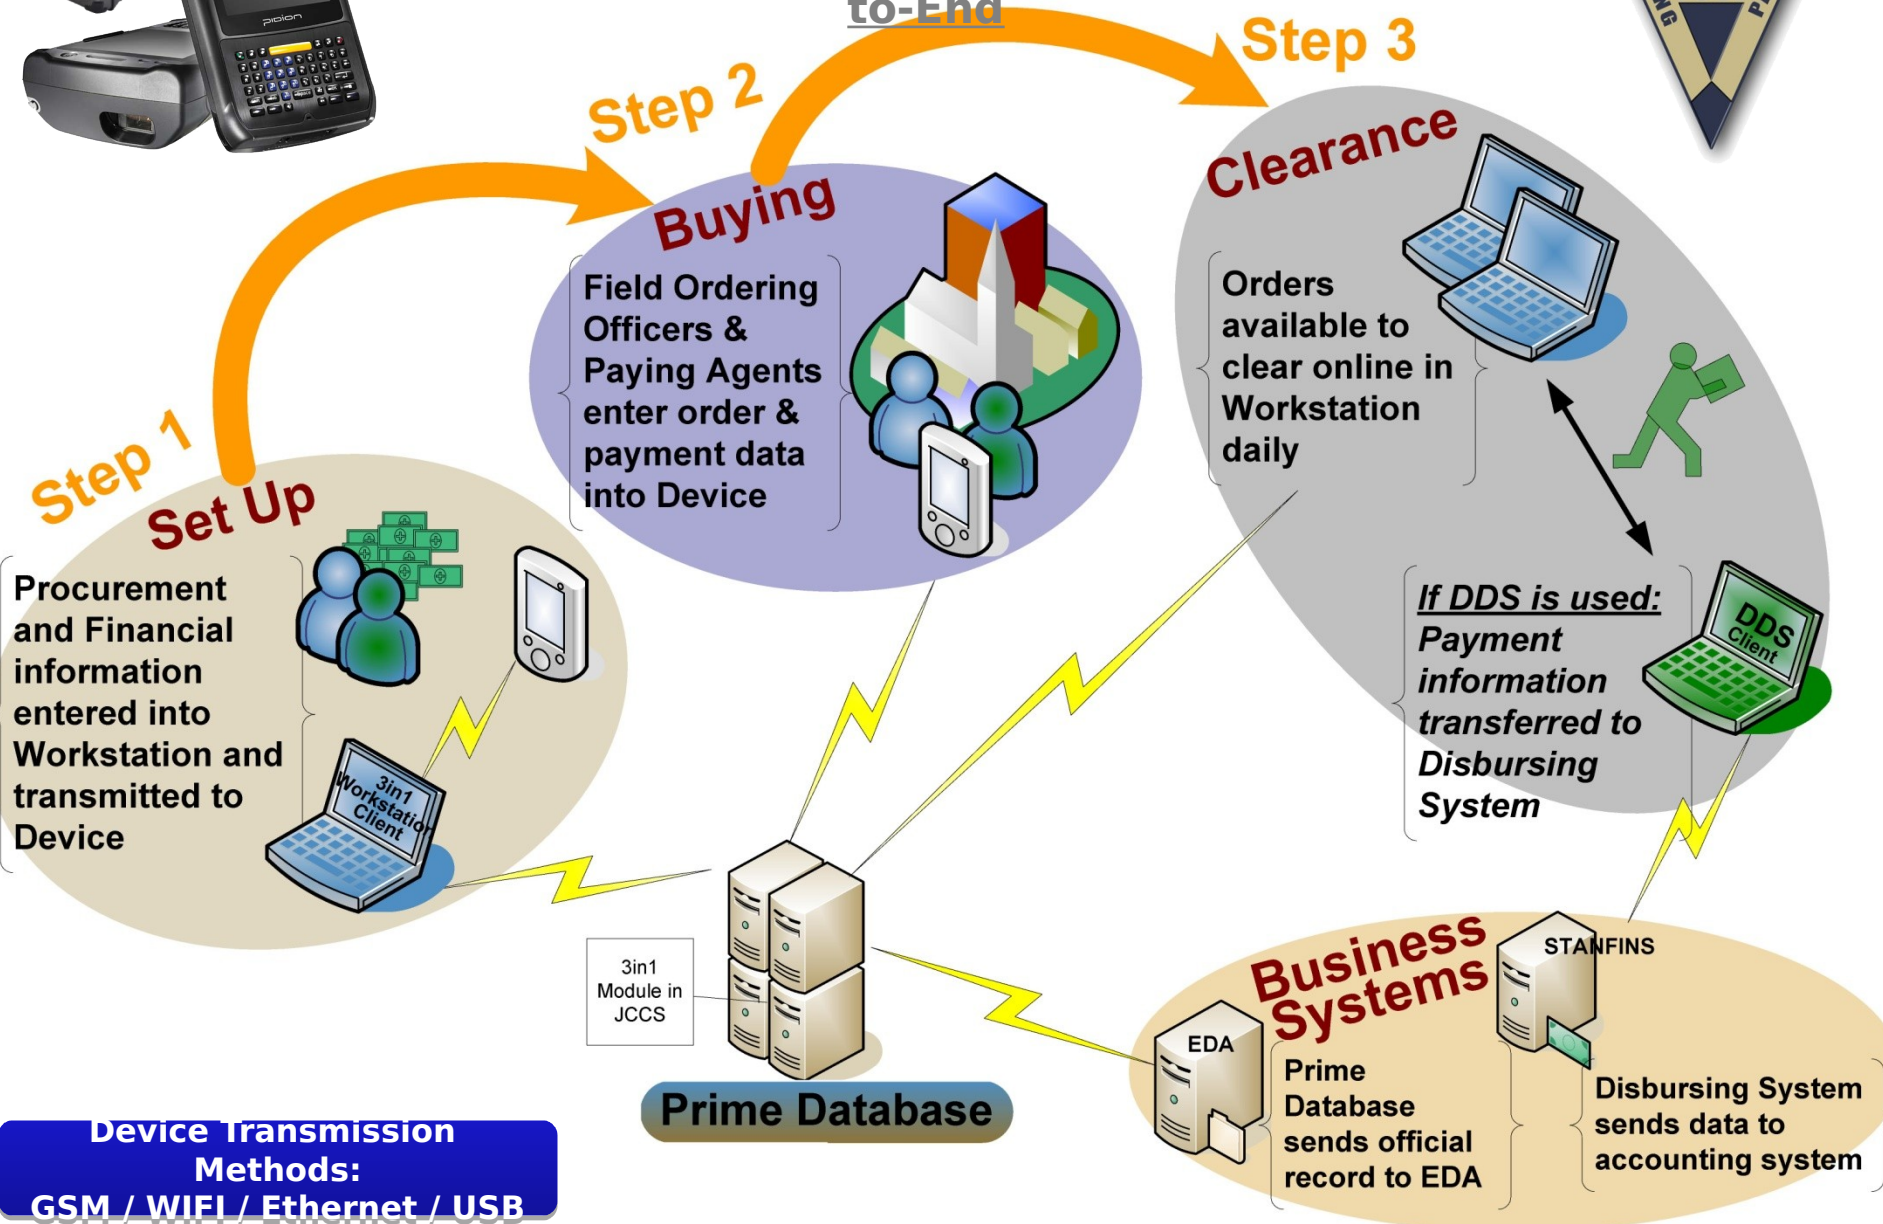 to-End
pidion
NG
P
Step 1
Step 2
Step 3
Set Up
Procurement
and Financial
information
entered into
Workstation and
transmitted to
Device
3in1
Workstation
Client
Buying
Field Ordering
Officers &
Paying Agents
enter order &
payment data
into Device
Clearance
Orders
available to
clear online in
Workstation
daily
If DDS is used:
Payment
information
transferred to
Disbursing
System
DDS
Client
3in1
Module in
JCCS
Prime Database
Business
Systems
EDA
Prime
Database
sends official
record to EDA
STANFINS
Disbursing System
sends data to
accounting system
Device Transmission
Methods:
GSM / WIFI / Ethernet / USB